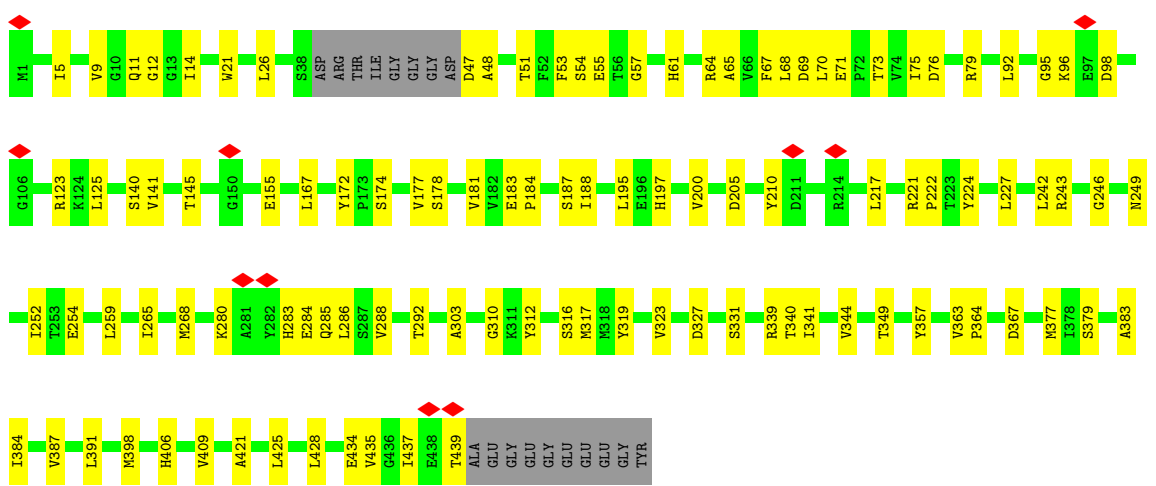 M1 I5 V9 G10 Q11 G12 G13 I14 W21 L26 S38 ASP ARG THR ILE GLY GLY GLY ASP D47 A48 T51 F52 F53 S54 E55 T56 G57 H61 R64 A65 V66 F67 L68 D69 L70 E71 P72 T73 V74 I75 D76 R79 L92 G95 K96 E97 D98
G106 R123 K124 L125 S140 V141 T145 G150 E155 L167 Y172 P173 S174 V177 S178 V181 V182 E183 P184 S187 I188 L195 E196 H197 V200 D205 Y210 D211 R214 L217 R221 P222 T223 Y224 L227 L242 R243 G246 N249
I252 T253 E254 L259 I265 M268 K280 A281 Y282 H283 E284 Q285 L286 S287 V288 T292 A303 G310 K311 Y312 S316 M317 M318 Y319 V323 D327 S331 R339 T340 I341 V344 T349 Y357 V363 P364 D367 M377 I378 S379 A383
I384 V387 L391 M398 H406 V409 A421 L425 L428 E434 V435 G436 I437 E438 T439 ALA GLU GLY GLU GLY GLU GLU GLU GLY TYR